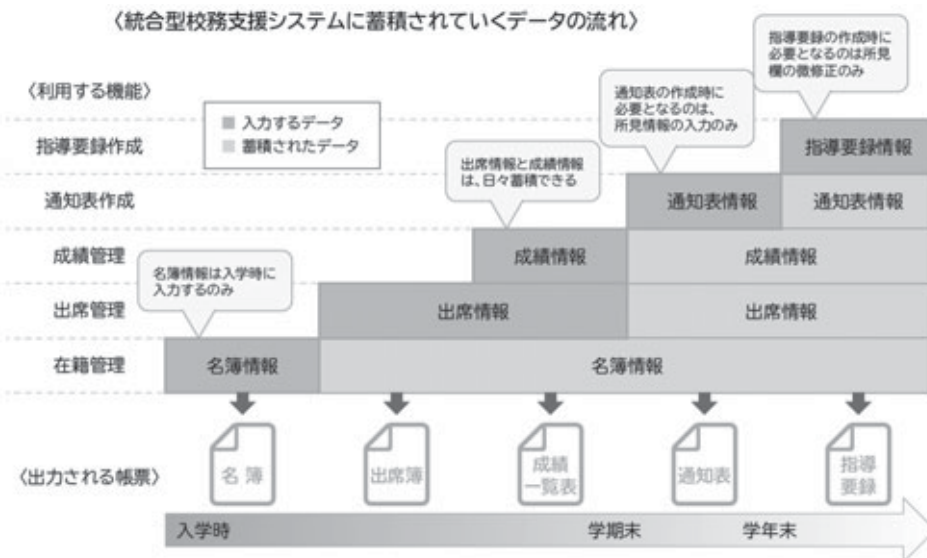 〈統合型校務支援システムに蓄積されていくデータの流れ〉
指導要録の作成時に
必要となるのは所見
欄の微修正のみ
〈利用する機能〉
通知表の作成時に
必要となるのは、
所見情報の入力のみ
入力するデータ
蓄積されたデータ
指導要録作成
指導要録情報
出席情報と成績情報
は、日々蓄積できる
通知表作成
通知表情報
通知表情報
成績管理
成績情報
成績情報
名簿情報は入学時に
入力するのみ
出席管理
出席情報
出席情報
在籍管理
名簿情報
名簿情報
〈出力される帳票〉
名簿
出席簿
成績
一覧表
通知表
指導
要録
入学時
学期末
学年末